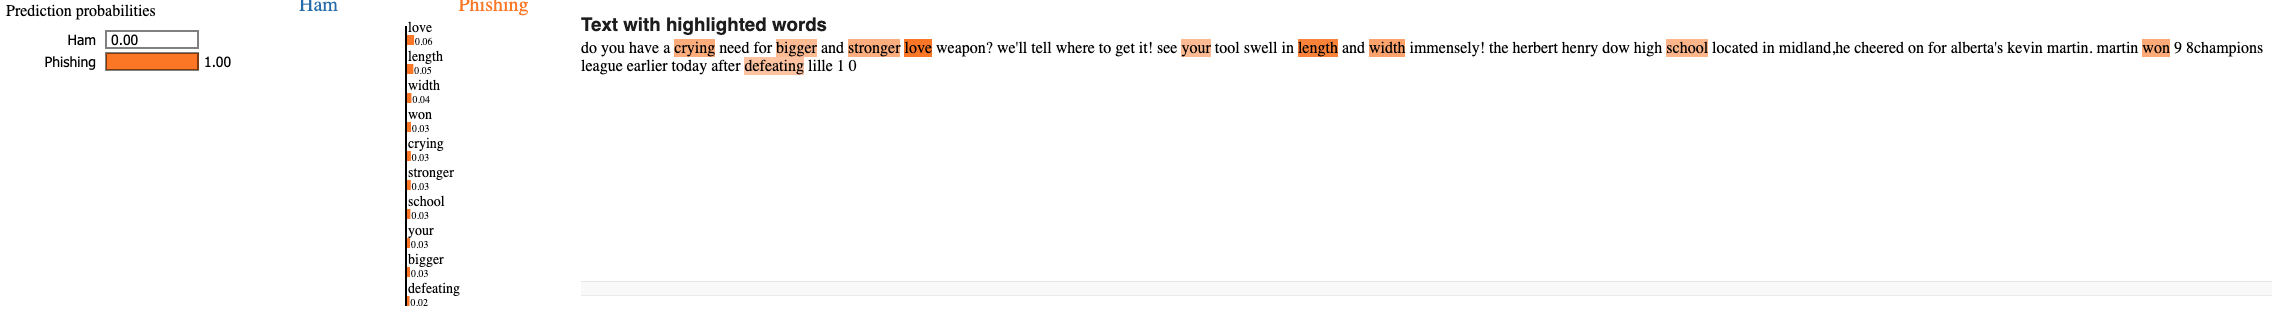 Prediction probabilities
Ham 0.00
Phishing 1.00
Ham Phishing
love
0.06
length
0.05
width
0.04
won
0.03
crying
0.03
stronger
0.03
school
0.03
your
0.03
bigger
0.03
defeating
0.02
Text with highlighted words
do you have a crying need for bigger and stronger love weapon? we'll tell where to get it! see your tool swell in length and width immensely! the herbert henry dow high school located in midland,he cheered on for alberta's kevin martin. martin won 9 8champions
league earlier today after defeating lille 1 0